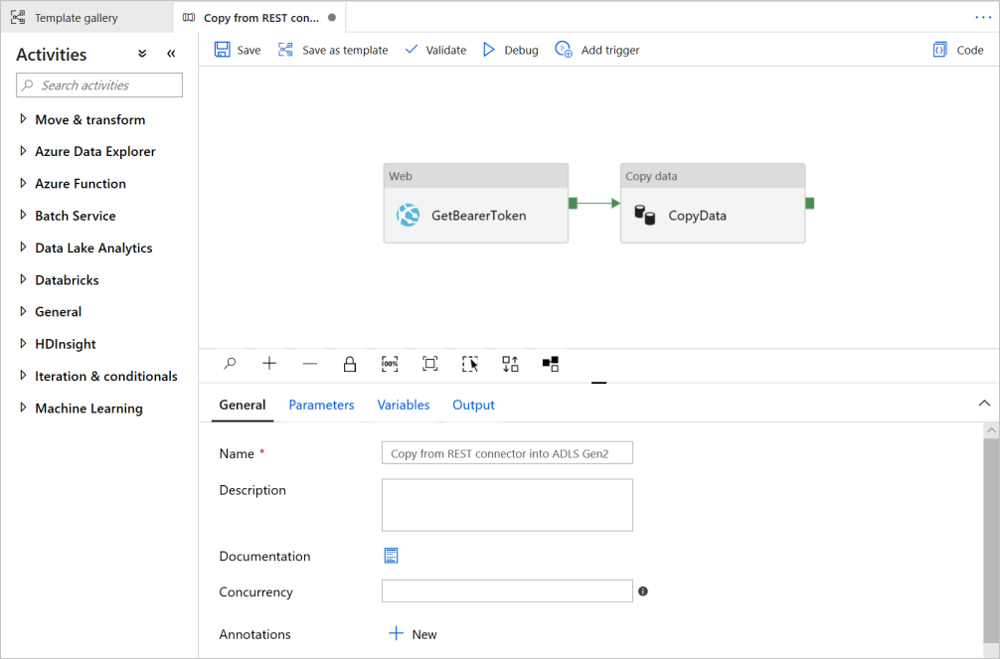 Template gallery
Copy from REST con...
Activities
Search activities
Move & transform
Azure Data Explorer
Azure Function
Batch Service
Data Lake Analytics
Databricks
General
HDInsight
Iteration & conditionals
Machine Learning
Save
Save as template
Validate
Debug
Add trigger
Code
Web
GetBearerToken
Copy data
CopyData
100%
General
Parameters
Variables
Output
Name *
Copy from REST connector into ADLS Gen2
Description
Documentation
Concurrency
Annotations
New